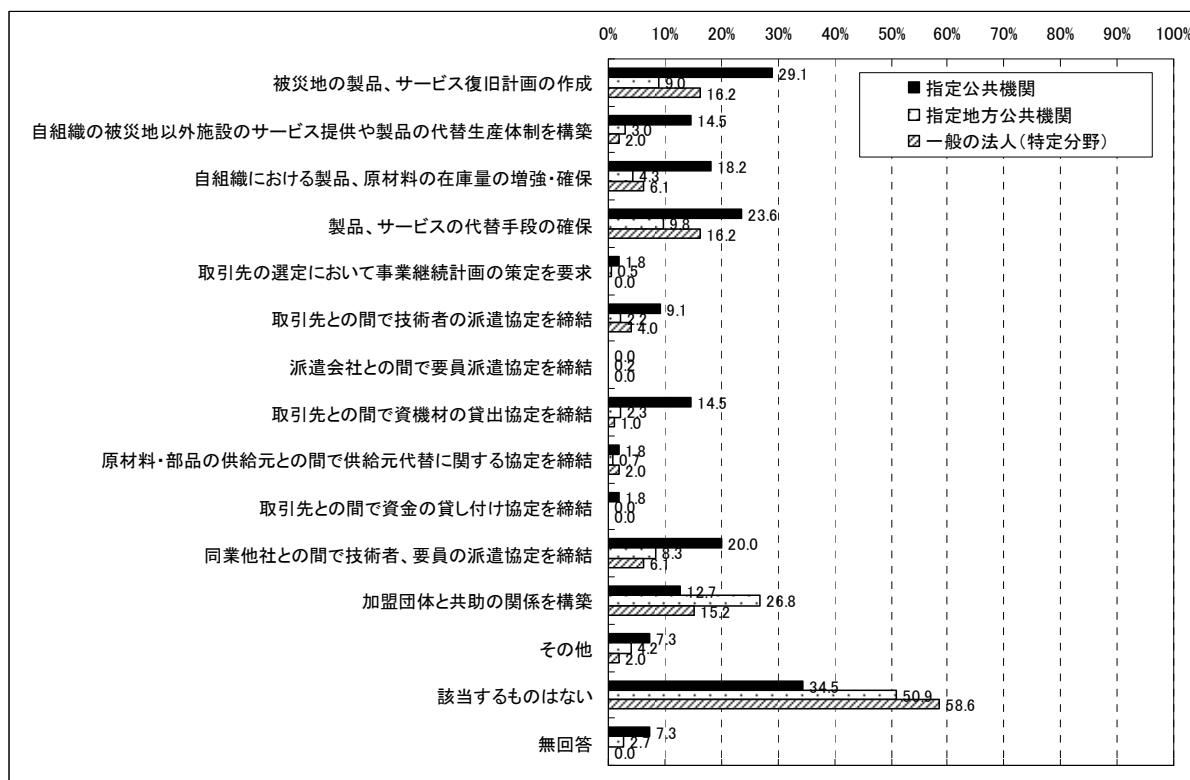 0% 10% 20% 30% 40% 50% 60% 70% 80% 90% 100%
指定公共機関
指定地方公共機関
一般の法人(特定分野)
被災地の製品、サービス復旧計画の作成
29.1
9.0
16.2
自組織の被災地以外施設のサービス提供や製品の代替生産体制を構築
14.5
3.0
2.0
自組織における製品、原材料の在庫量の増強・確保
18.2
4.3
6.1
製品、サービスの代替手段の確保
23.6
9.8
16.2
取引先の選定において事業継続計画の策定を要求
1.8
0.5
0.0
取引先との間で技術者の派遣協定を締結
9.1
2.2
4.0
派遣会社との間で要員派遣協定を締結
0.0
0.2
0.0
取引先との間で資機材の貸出協定を締結
14.5
2.3
1.0
原材料・部品の供給元との間で供給元代替に関する協定を締結
1.8
0.7
2.0
取引先との間で資金の貸し付け協定を締結
1.8
0.0
0.0
同業他社との間で技術者、要員の派遣協定を締結
20.0
8.3
6.1
加盟団体と共助の関係を構築
12.7
26.8
15.2
その他
7.3
4.2
2.0
該当するものはない
34.5
50.9
58.6
無回答
7.3
2.7
0.0